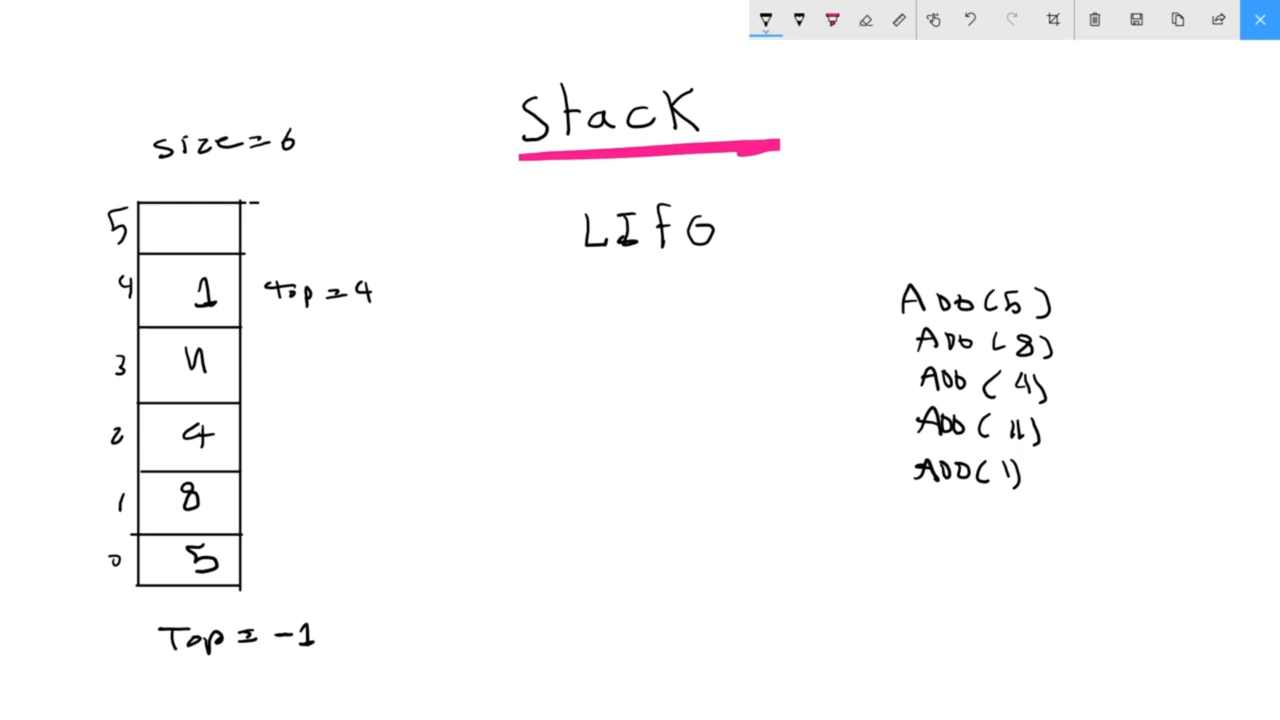 Stack
size = 6
LIfO
5
4 1 Top = 4
3 11
2 4
1 8
0 5
Top = -1
ADD(5)
ADD(8)
ADD(4)
ADD(11)
ADD(1)